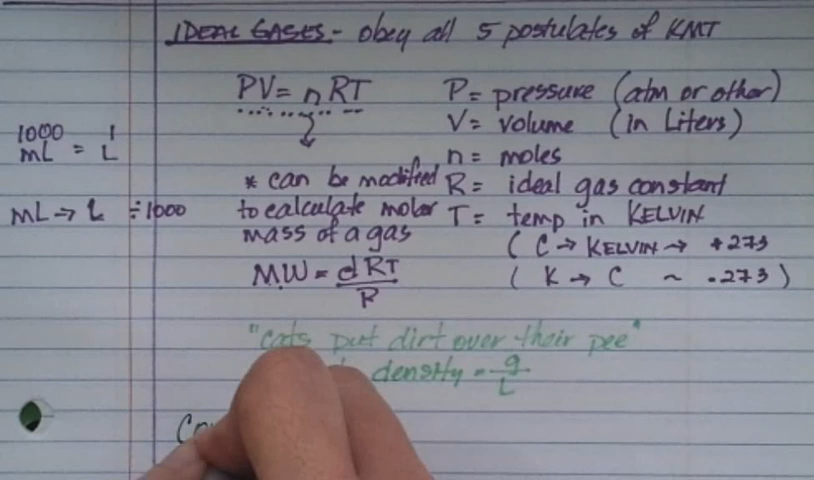 IDEAL GASES - obey all 5 postulates of KMT
PV = nRT
P = pressure (atm or other)
V = volume (in Liters)
n = moles
R = ideal gas constant
T = temp in KELVIN
(C → KELVIN → +273
(K → C ~ -273)
1000 mL = 1 L
mL → L ÷1000
* can be modified
to calculate molar
mass of a gas
MW = dRT
P
"cats put dirt over their pee"
density = g
L